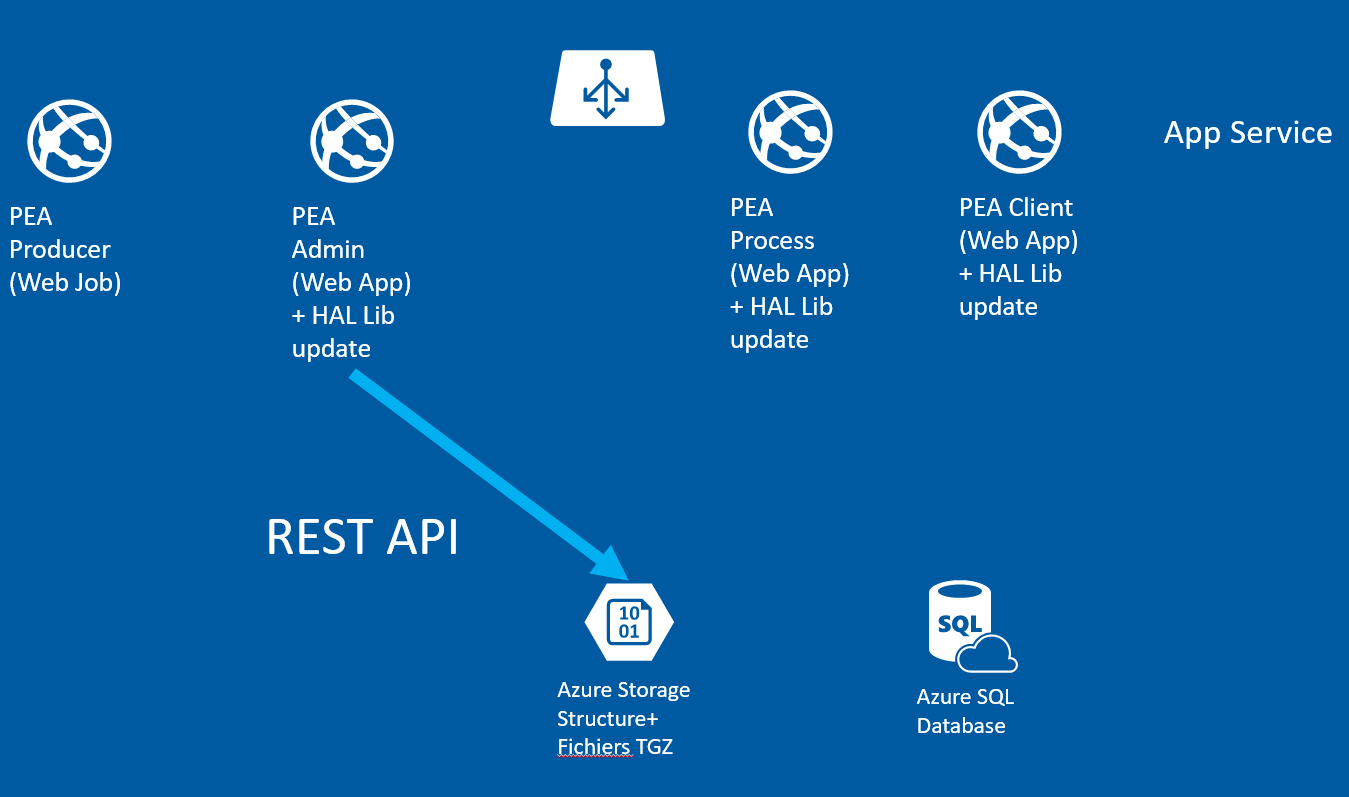 App Service
PEA
Producer
(Web Job)
PEA
Admin
(Web App)
+ HAL Lib
update
PEA
Process
(Web App)
+ HAL Lib
update
PEA Client
(Web App)
+ HAL Lib
update
REST API
10
01
Azure Storage
Structure+
Fichiers TGZ
SQL
Azure SQL
Database